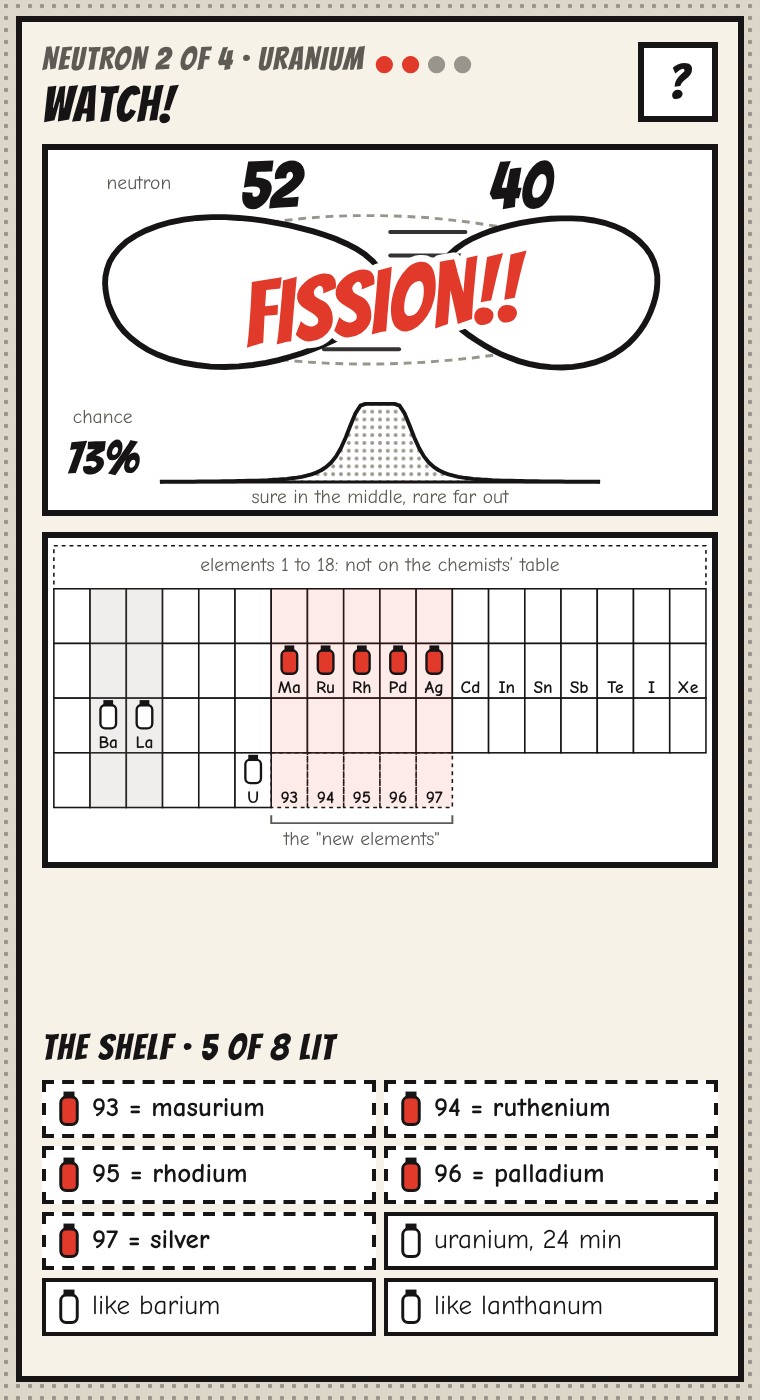 NEUTRON 2 OF 4 · URANIUM
WATCH!
?
neutron
52
40
FISSION!!
chance
73%
sure in the middle, rare far out
elements 1 to 18: not on the chemists' table
Ma Ru Rh Pd Ag Cd In Sn Sb Te I Xe
Ba La
U 93 94 95 96 97
the "new elements"
THE SHELF · 5 OF 8 LIT
93 = masurium
94 = ruthenium
95 = rhodium
96 = palladium
97 = silver
uranium, 24 min
like barium
like lanthanum